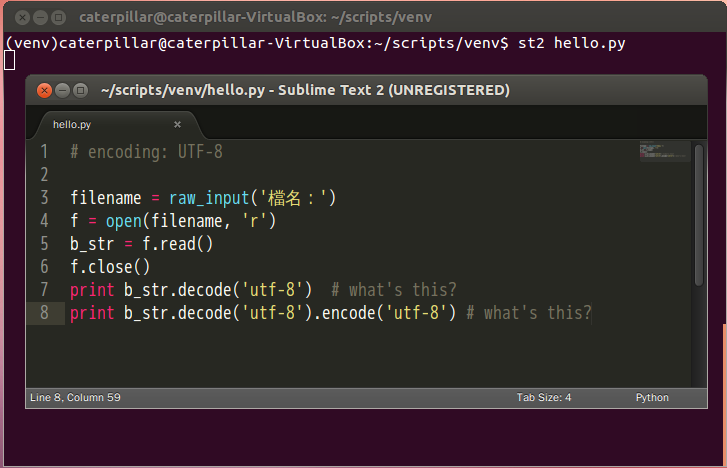 caterpillar@caterpillar-VirtualBox: ~/scripts/venv
(venv)caterpillar@caterpillar-VirtualBox:~/scripts/venv$ st2 hello.py
~/scripts/venv/hello.py - Sublime Text 2 (UNREGISTERED)
hello.py ×
1 # encoding: UTF-8
2
3 filename = raw_input('檔名：')
4 f = open(filename, 'r')
5 b_str = f.read()
6 f.close()
7 print b_str.decode('utf-8')  # what's this?
8 print b_str.decode('utf-8').encode('utf-8') # what's this?
Line 8, Column 59 Tab Size: 4 Python